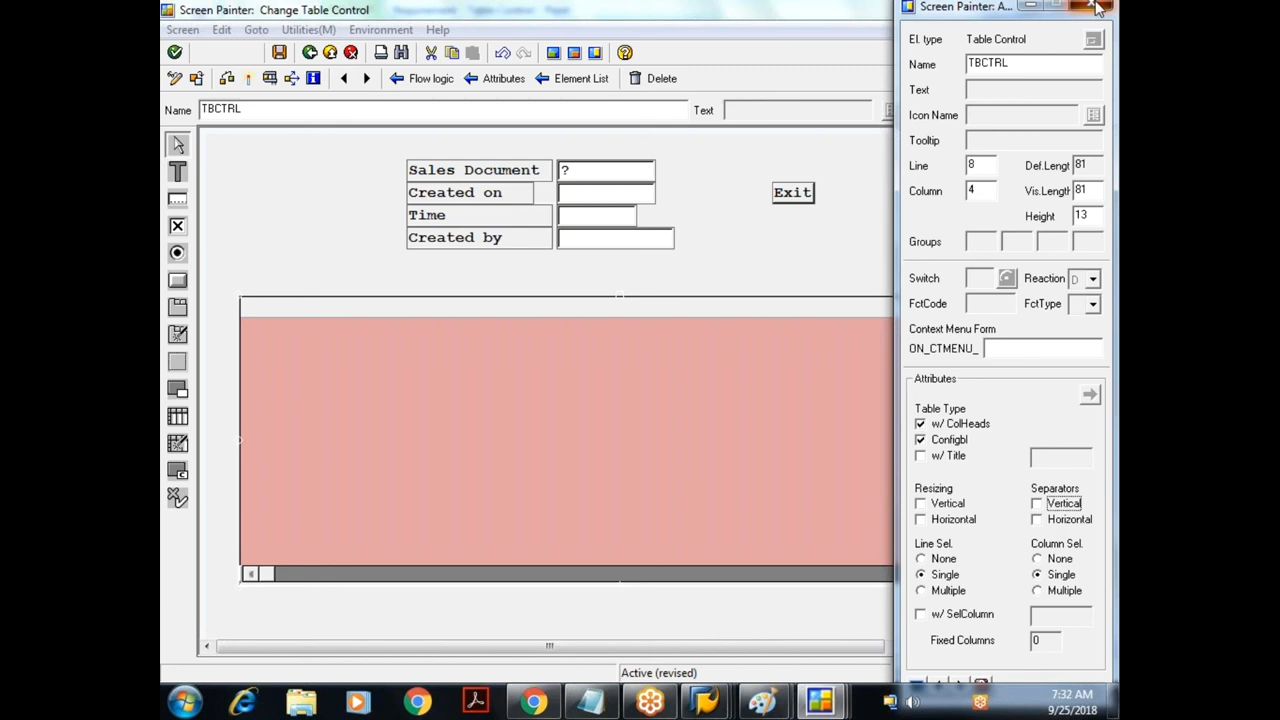 Screen Painter: Change Table Control
Screen Edit Goto Utilities(M) Environment Help
Flow logic Attributes Element List Delete
Name TBCTRL Text
Sales Document ?
Created on
Exit
Time
Created by
Active (revised)
Screen Painter: A...
El. type Table Control
Name TBCTRL
Text
Icon Name
Tooltip
Line 8 Def.Lengt 81
Column 4 Vis.Length 81
Height 13
Groups
Switch Reaction D
FctCode FctType
Context Menu Form
ON_CTMENU_
Attributes
Table Type
w/ ColHeads
Configbl
w/ Title
Resizing Separators
Vertical Vertical
Horizontal Horizontal
Line Sel. Column Sel.
None None
Single Single
Multiple Multiple
w/ SelColumn
Fixed Columns 0
7:32 AM
9/25/2018